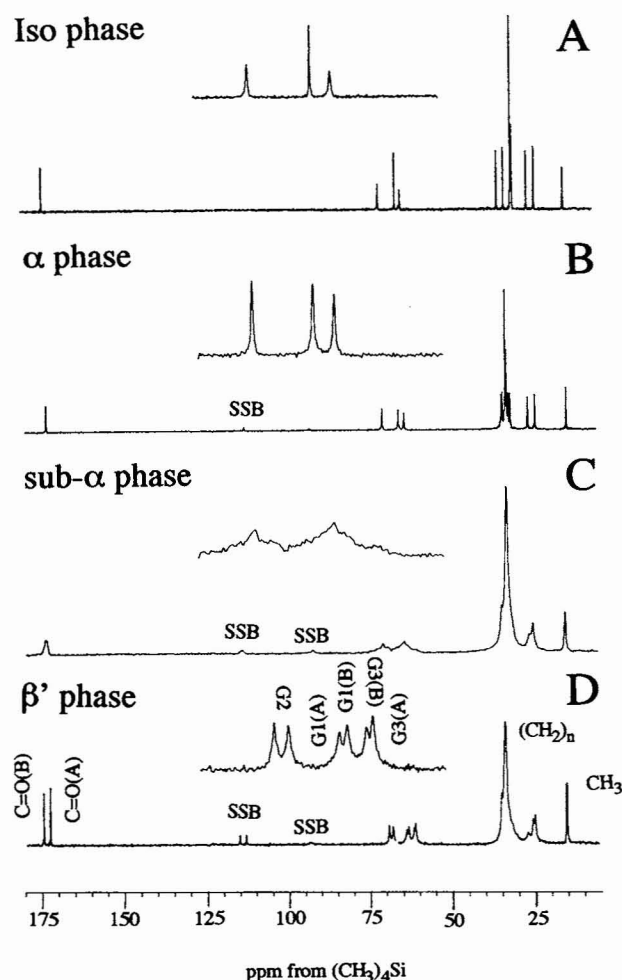 Iso phase
A
α phase
B
SSB
sub-α phase
C
SSB
SSB
β’ phase
D
G2
G1(A)
G1(B)
G3(B)
G3(A)
(CH2)n
CH3
C=O(B)
C=O(A)
SSB
SSB
175 150 125 100 75 50 25
ppm from (CH3)4Si